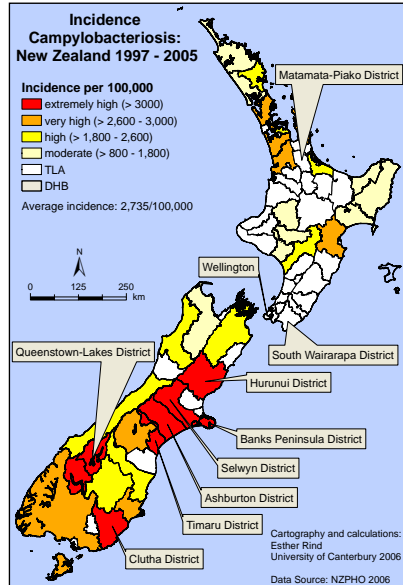 Incidence
Campylobacteriosis:
New Zealand 1997 - 2005
Incidence per 100,000
extremely high (> 3000)
very high (> 2,600 - 3,000)
high (> 1,800 - 2,600)
moderate (> 800 - 1,800)
TLA
DHB
Average incidence: 2,735/100,000
N
0 50 100 200
km
Matamata-Piako District
Wellington
South Wairarapa District
Queenstown-Lakes District
Hurunui District
Banks Peninsula District
Selwyn District
Ashburton District
Timaru District
Clutha District
Cartography and calculations:
Esther Rind
University of Canterbury 2006
Data Source: NZPHO 2006